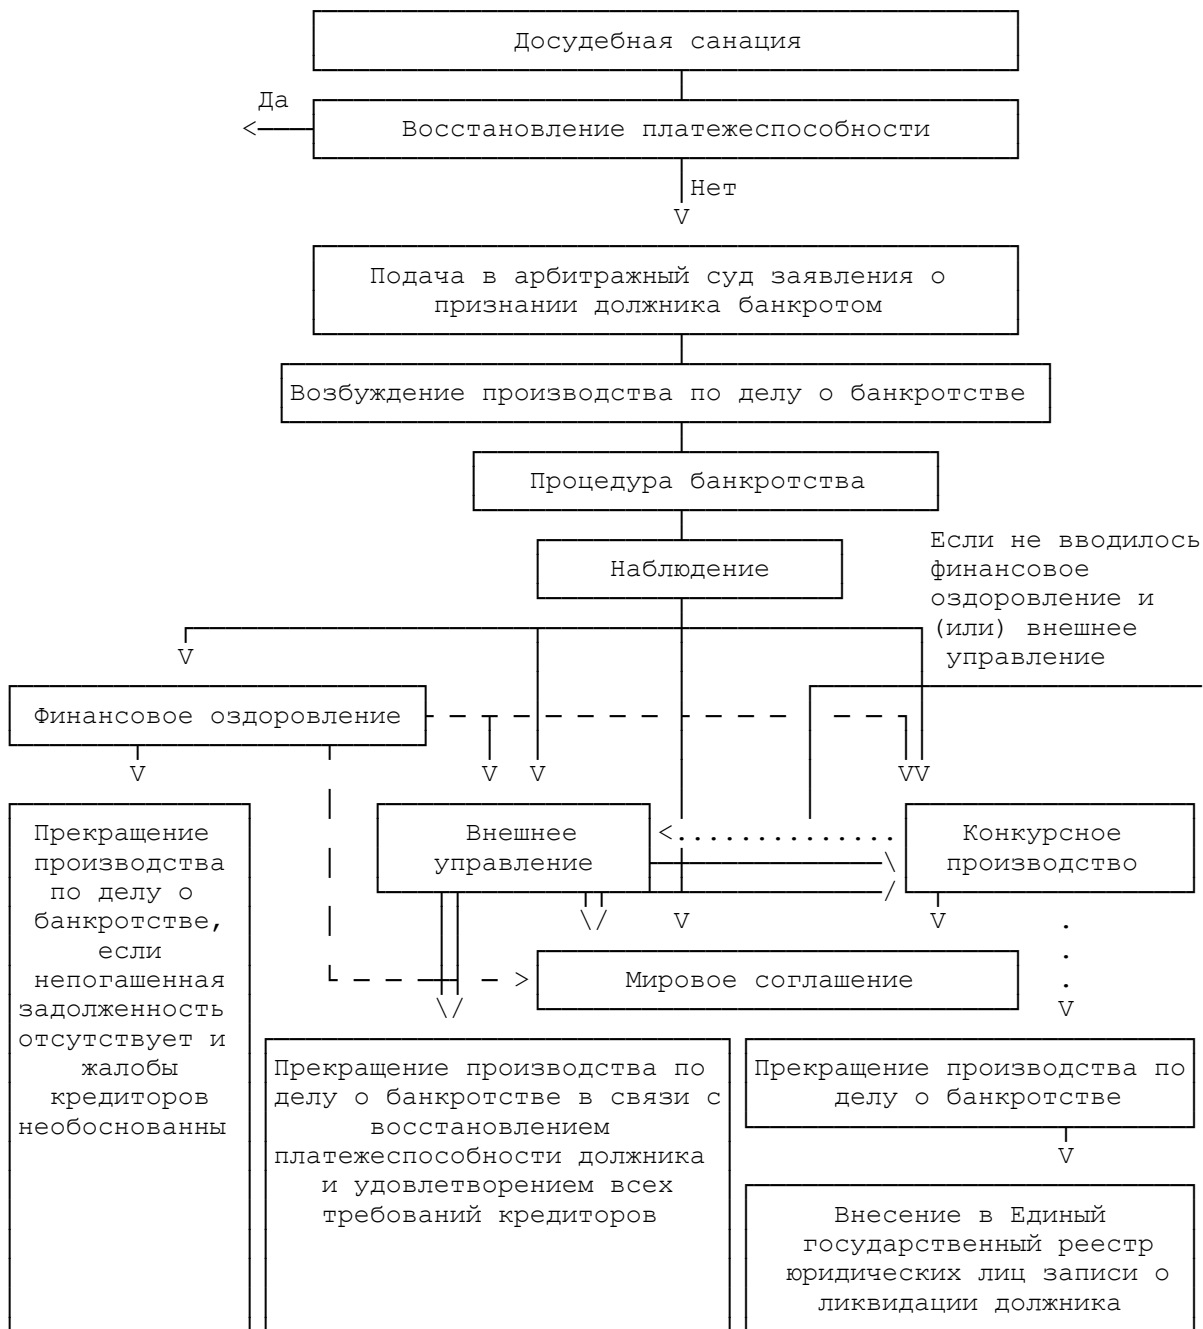 Досудебная санация
Да
Восстановление платежеспособности
Нет
Подача в арбитражный суд заявления о
признании должника банкротом
Возбуждение производства по делу о банкротстве
Процедура банкротства
Наблюдение
Если не вводилось
финансовое
оздоровление и
(или) внешнее
управление
Финансовое оздоровление
Прекращение
производства
по делу о
банкротстве,
если
непогашенная
задолженность
отсутствует и
жалобы
кредиторов
необоснованны
Внешнее
управление
Конкурсное
производство
Мировое соглашение
Прекращение производства по
делу о банкротстве в связи с
восстановлением
платежеспособности должника
и удовлетворением всех
требований кредиторов
Прекращение производства по
делу о банкротстве
Внесение в Единый
государственный реестр
юридических лиц записи о
ликвидации должника